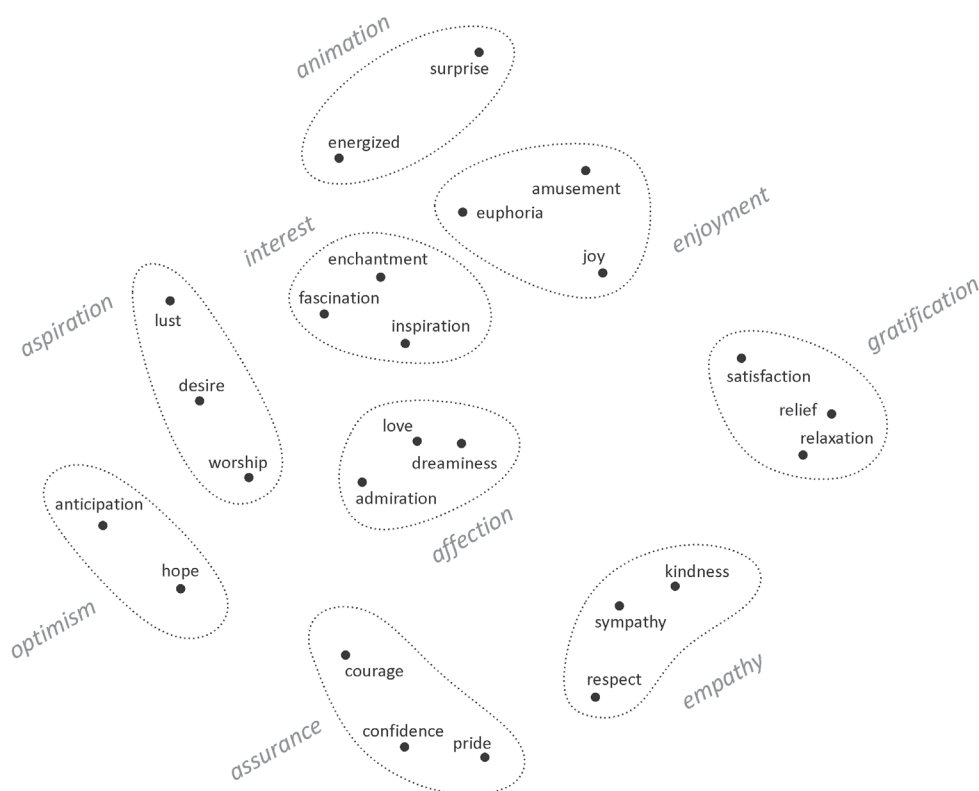 animation
surprise
energized
amusement
euphoria
enjoyment
joy
interest
enchantment
fascination
inspiration
aspiration
lust
desire
worship
gratification
satisfaction
relief
relaxation
love
dreaminess
admiration
affection
anticipation
hope
optimism
kindness
sympathy
respect
empathy
courage
confidence
pride
assurance